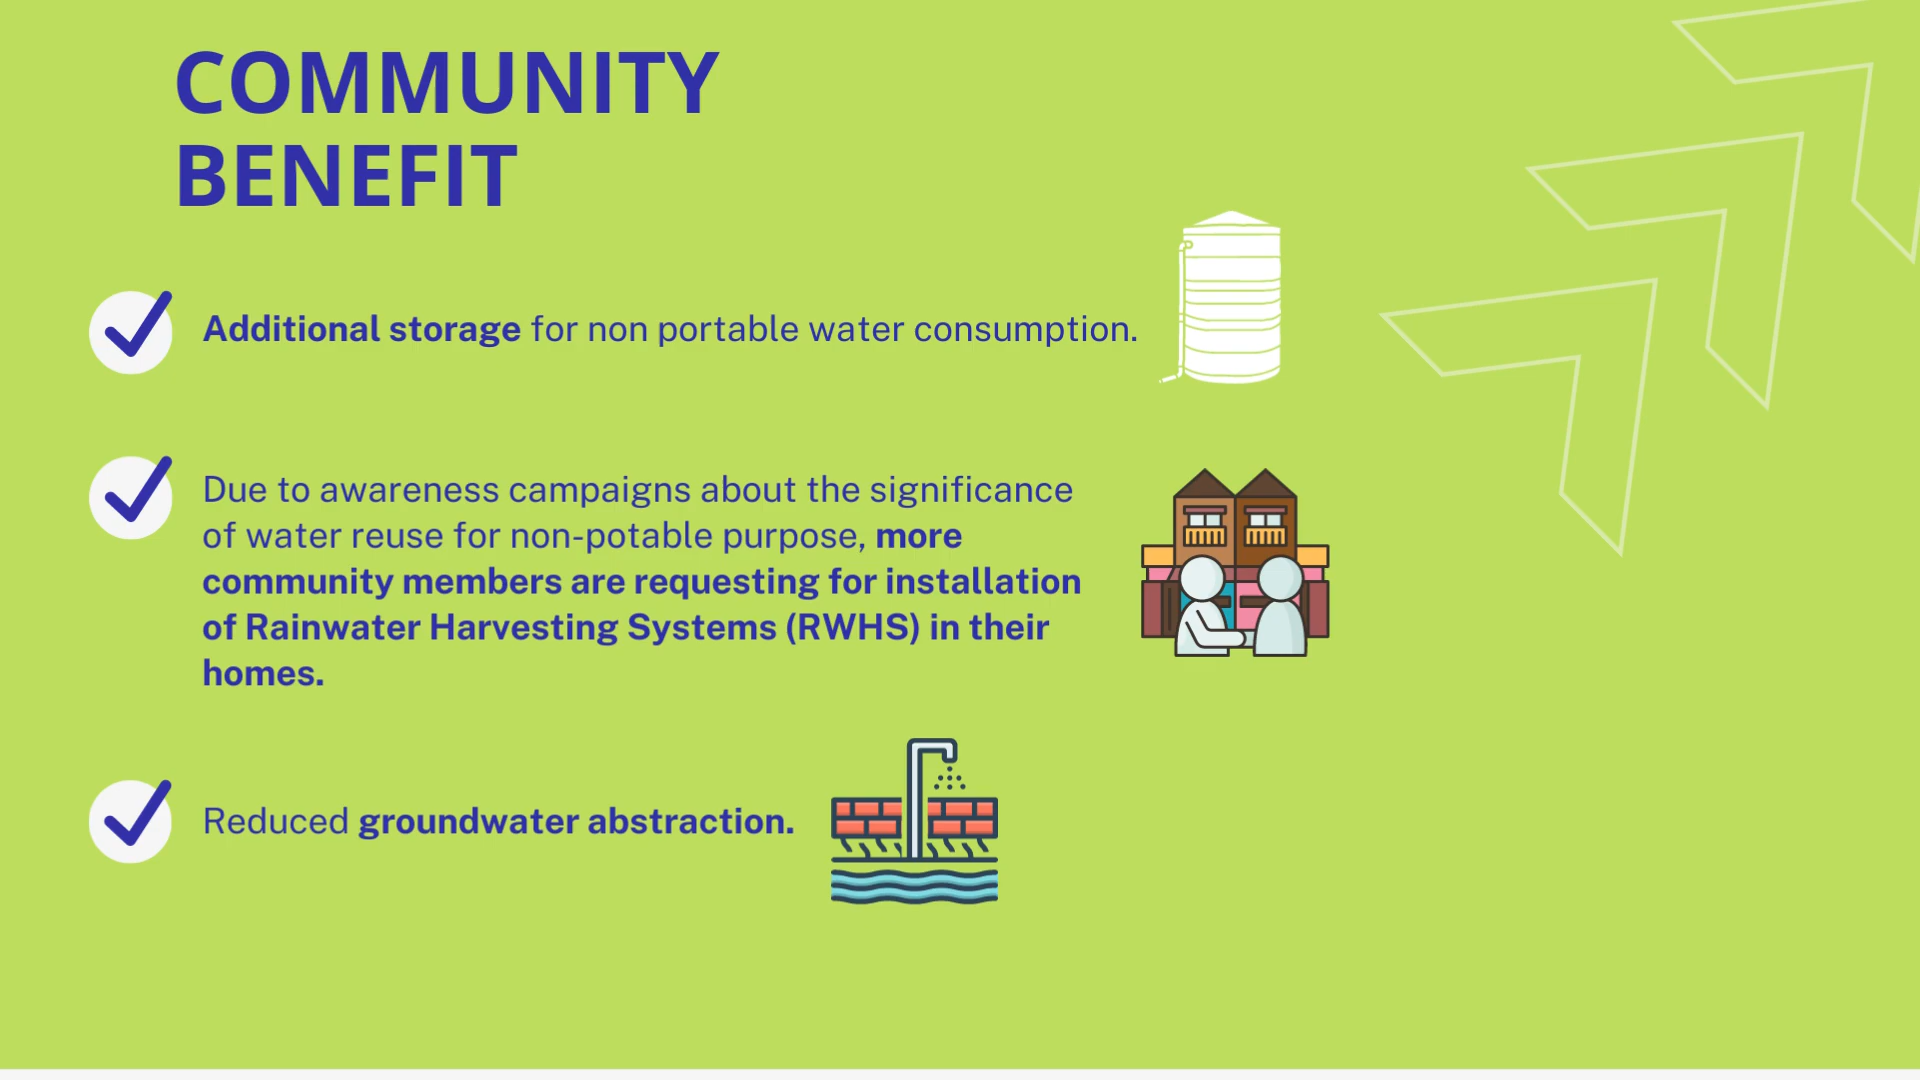 COMMUNITY
BENEFIT
Additional storage for non portable water consumption.
Due to awareness campaigns about the significance
of water reuse for non-potable purpose, more
community members are requesting for installation
of Rainwater Harvesting Systems (RWHS) in their
homes.
Reduced groundwater abstraction.